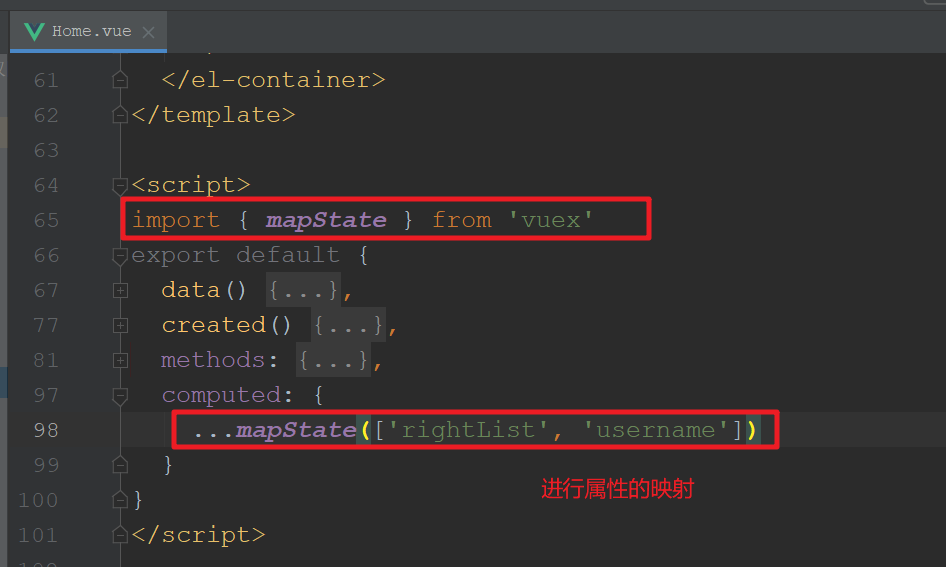 Home.vue
61 </el-container>
62 </template>
63
64 <script>
65 import { mapState } from 'vuex'
66 export default {
67 data() {...},
77 created() {...},
81 methods: {...},
97 computed: {
98 ...mapState(['rightList', 'username'])
99 }
进行属性的映射
100 }
101 </script>